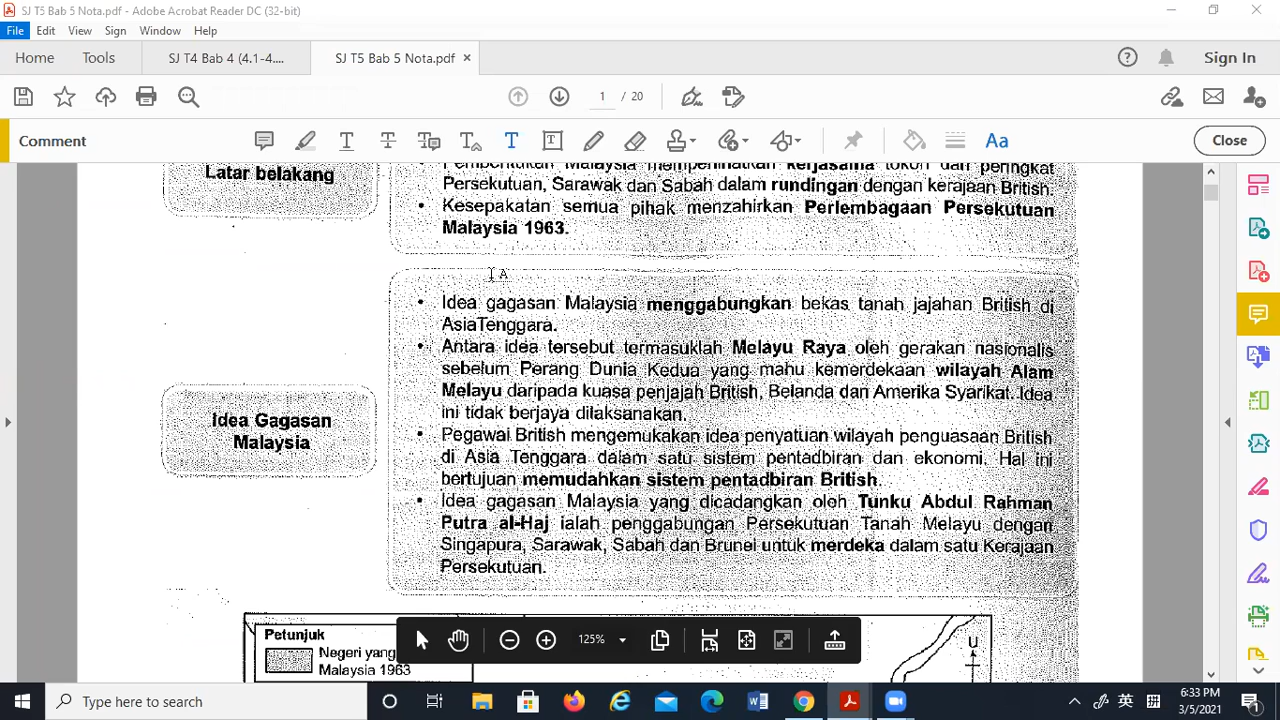 SJ T5 Bab 5 Nota.pdf - Adobe Acrobat Reader DC (32-bit)
File Edit View Sign Window Help
Home Tools SJ T4 Bab 4 (4.1-4.... SJ T5 Bab 5 Nota.pdf × Sign In
1 / 20
Comment Close
Latar belakang
Pembentukan Malaysia memperlihatkan kerjasama tokoh dari peringkat
Persekutuan, Sarawak dan Sabah dalam rundingan dengan kerajaan British.
• Kesepakatan semua pihak menzahirkan Perlembagaan Persekutuan
Malaysia 1963.
Idea Gagasan
Malaysia
• Idea gagasan Malaysia menggabungkan bekas tanah jajahan British di
AsiaTenggara.
• Antara idea tersebut termasuklah Melayu Raya oleh gerakan nasionalis
sebelum Perang Dunia Kedua yang mahu kemerdekaan wilayah Alam
Melayu daripada kuasa penjajah British, Belanda dan Amerika Syarikat. Idea
ini tidak berjaya dilaksanakan.
• Pegawai British mengemukakan idea penyatuan wilayah penguasaan British
di Asia Tenggara dalam satu sistem pentadbiran dan ekonomi. Hal ini
bertujuan memudahkan sistem pentadbiran British.
• Idea gagasan Malaysia yang dicadangkan oleh Tunku Abdul Rahman
Putra al-Haj ialah penggabungan Persekutuan Tanah Melayu dengan
Singapura, Sarawak, Sabah dan Brunei untuk merdeka dalam satu Kerajaan
Persekutuan.
Petunjuk
Negeri yang
Malaysia 1963
U
125%
Type here to search
英
6:33 PM
3/5/2021